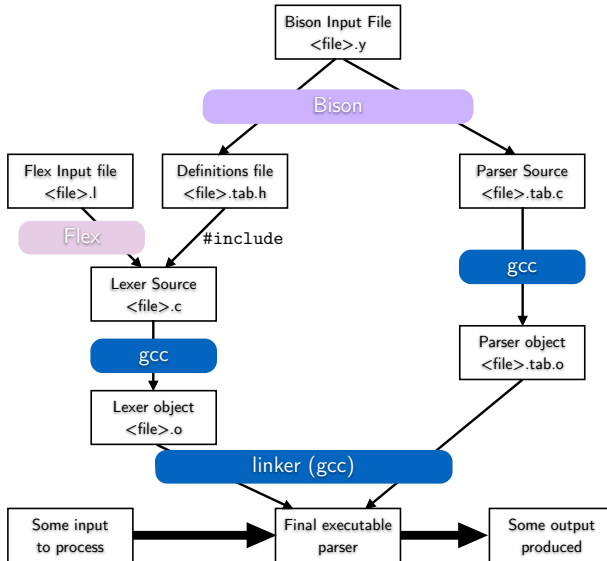 Bison Input File
<file>.y
Bison
Flex Input file
<file>.l
Definitions file
<file>.tab.h
Parser Source
<file>.tab.c
Flex
#include
gcc
Lexer Source
<file>.c
gcc
Parser object
<file>.tab.o
Lexer object
<file>.o
linker (gcc)
Some input
to process
Final executable
parser
Some output
produced